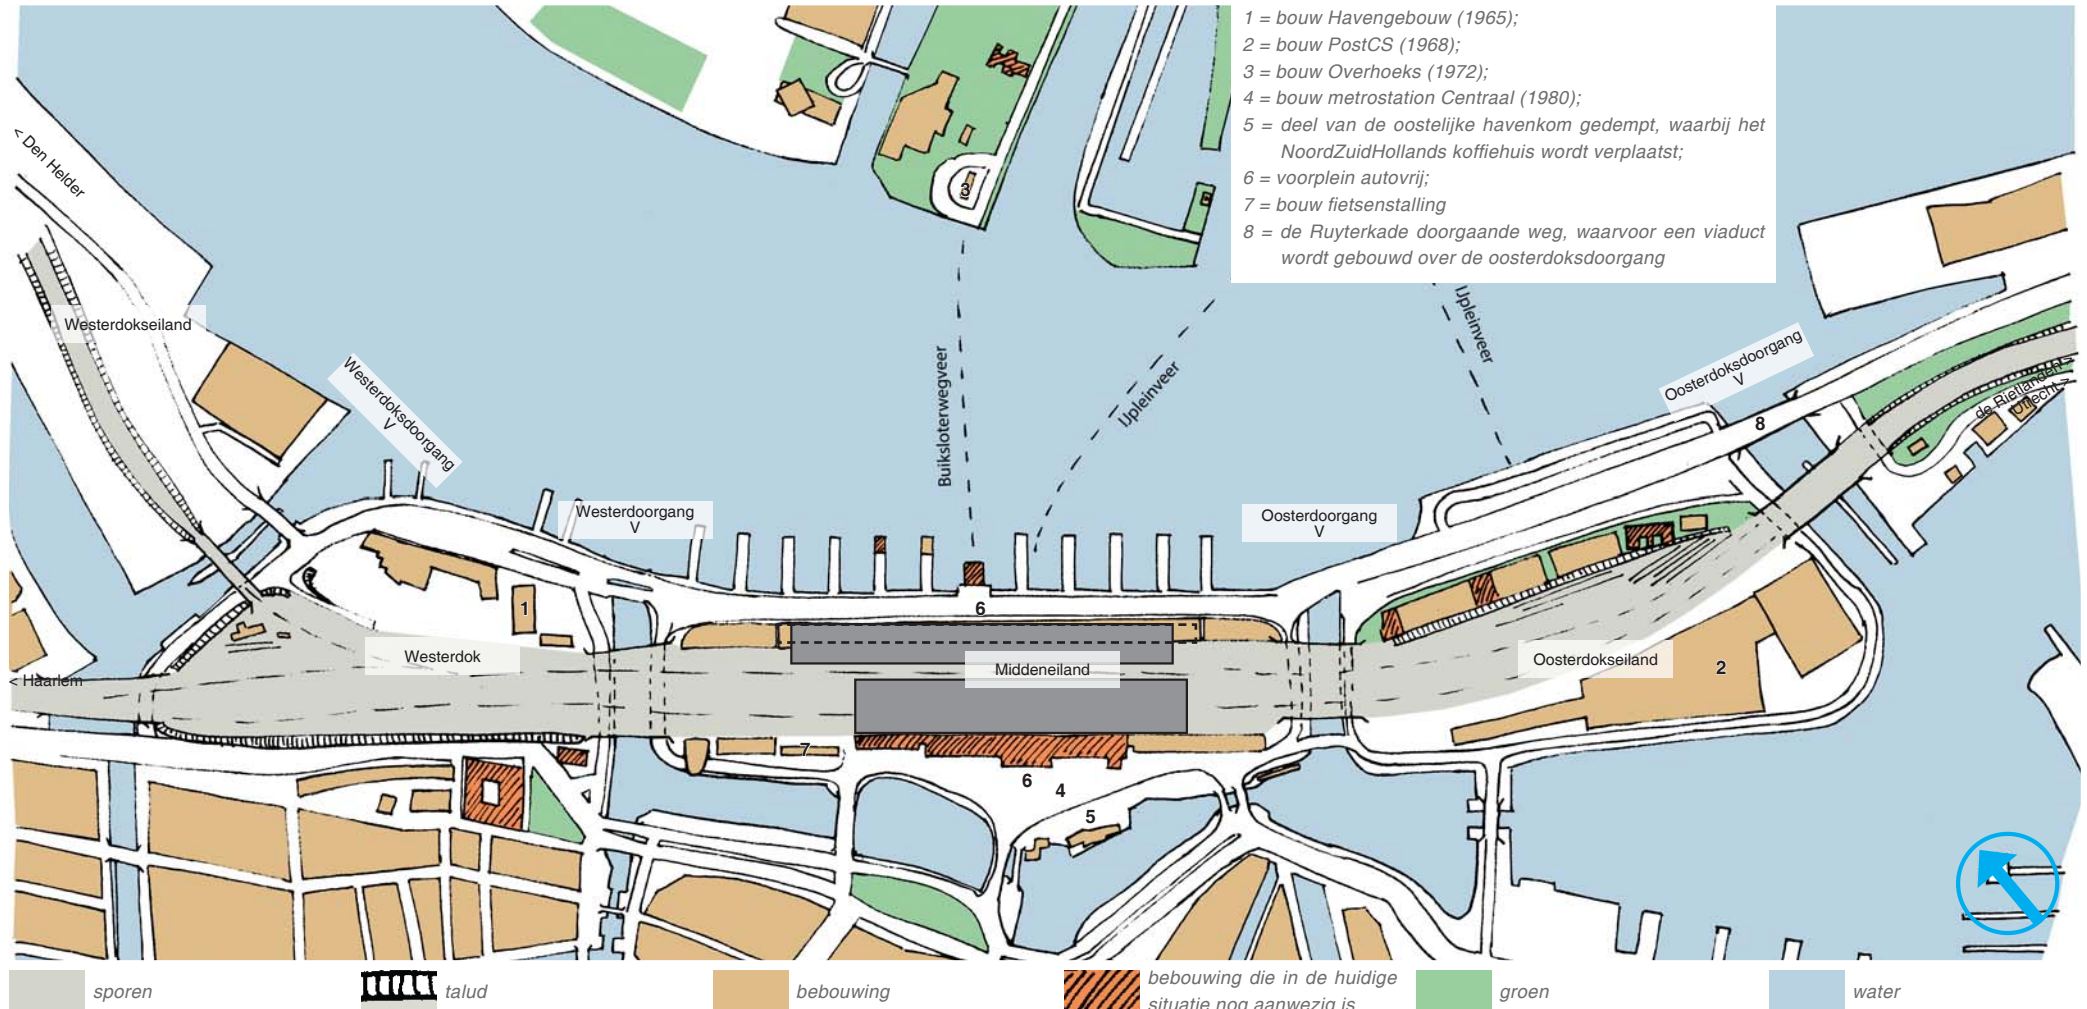 1 = bouw Havengebouw (1965);
2 = bouw PostCS (1968);
3 = bouw Overhoeks (1972);
4 = bouw metrostation Centraal (1980);
5 = deel van de oostelijke havenkom gedempt, waarbij het
NoordZuidHollands koffiehuis wordt verplaatst;
6 = voorplein autovrij;
7 = bouw fietsenstalling
8 = de Ruyterkade doorgaande weg, waarvoor een viaduct
wordt gebouwd over de oosterdoksdoorgang
< Den Helder
3
Westerdokseiland
Westerdoksdoorgang
V
Buiksloterwegveer
IJpleinveer
IJpleinveer
Oosterdoksdoorgang
V
8
de Rietlanden >
Utrecht >
Westerdoorgang
V
Oosterdoorgang
V
1
6
Westerdok
Middeneiland
Oosterdokseiland
2
< Haarlem
7
6
4
5
sporen
talud
bebouwing
bebouwing die in de huidige
situatie nog aanwezig is
groen
water